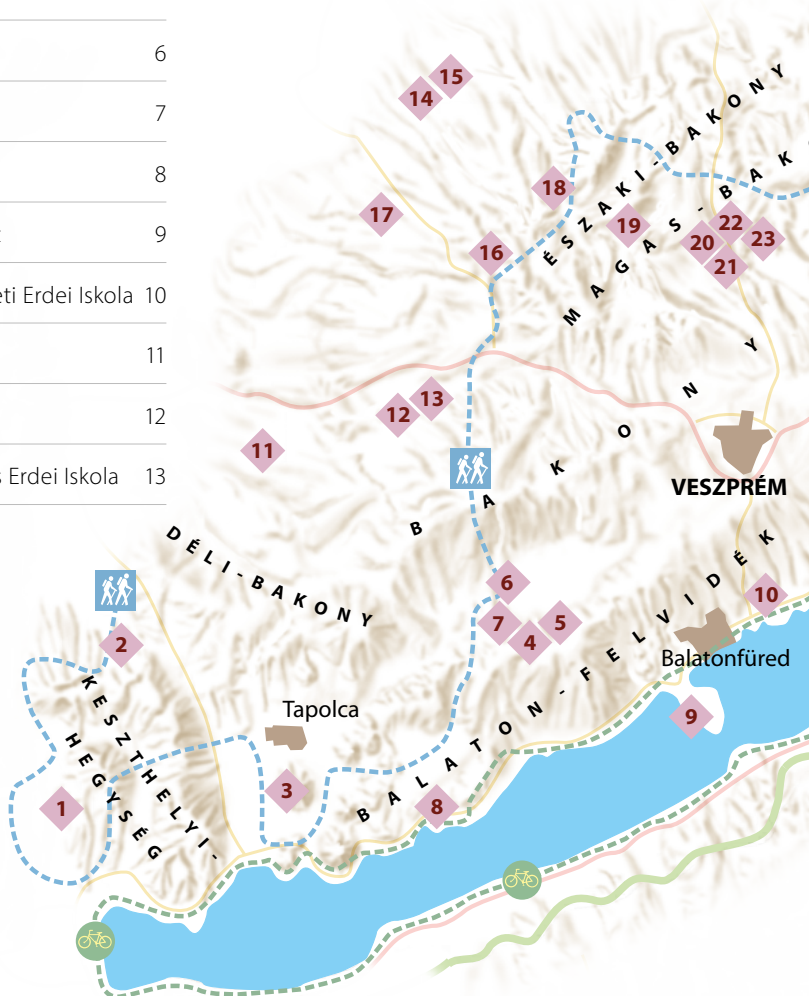 6
7
8
9
eti Erdei Iskola 10
11
12
Erdei Iskola 13
15
14
18
17
19
22
20
23
21
16
ÉSZAKI-BAKONY
MAGAS-BAK
13
12
11
BAKONY
VESZPRÉM
DÉLI-BAKONY
6
7
5
4
10
2
Balatonfüred
BALATON-FELVIDÉK
KESZTHELYI-
HEGYSÉG
Tapolca
9
3
1
8